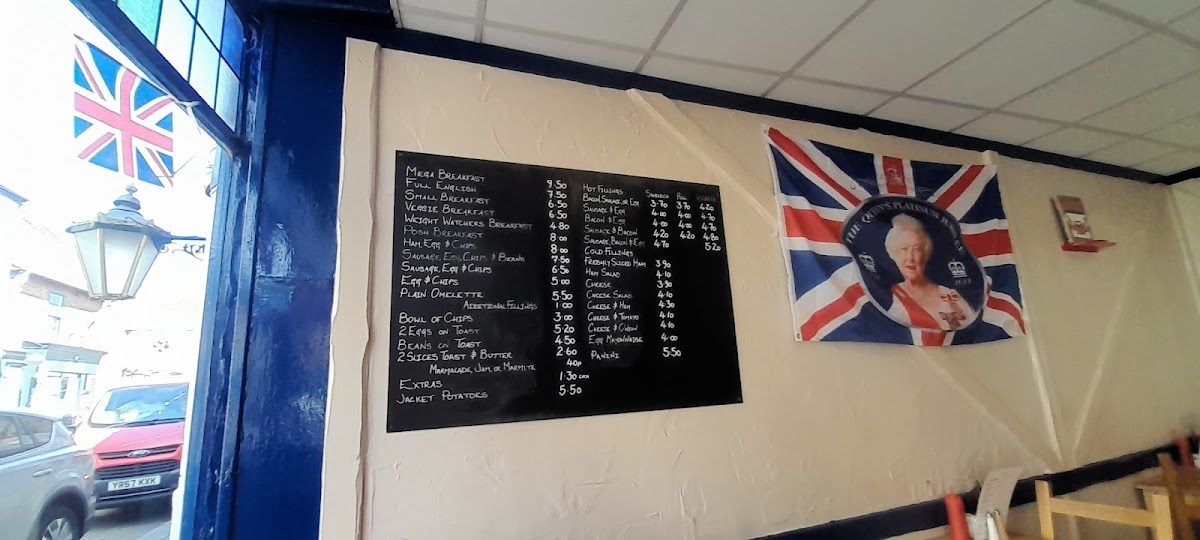 MEGA BREAKFAST 9.50
FULL ENGLISH 7.50
SMALL BREAKFAST 6.50
VEGGIE BREAKFAST 6.50
WEIGHT WATCHERS BREAKFAST 4.80
POSH BREAKFAST 8.00
HAM, EGG & CHIPS 8.00
SAUSAGE, EGG, CHIPS & BEANS 7.50
SAUSAGE, EGG & CHIPS 6.50
EGG & CHIPS 5.00
PLAIN OMELETTE 5.50
ADDITIONAL FILLINGS 1.00
BOWL OF CHIPS 3.00
2 EGGS ON TOAST 5.20
BEANS ON TOAST 4.50
2 SLICES TOAST & BUTTER 2.60
MARMALADE, JAM, OR MARMITE 40p
EXTRAS 1.30 EACH
JACKET POTATOES 5.50
HOT FILLINGS SANDWICH ROLL
BACON, SAUSAGE, OR EGG 3.70 3.70 4.20
SAUSAGE & EGG 4.00 4.00 4.70
BACON & EGG 4.00 4.00
SAUSAGE & BACON 4.20 4.20 4.80
SAUSAGE, BACON & EGG 4.70 5.20
COLD FILLINGS
FRESHLY SLICED HAM 3.90
HAM SALAD 4.10
CHEESE 3.90
CHEESE SALAD 4.10
CHEESE & HAM 4.30
CHEESE & TOMATO 4.10
CHEESE & ONION 4.10
EGG MAYONNAISE 4.00
PANINI 5.50
THE QUEEN'S PLATINUM JUBILEE
2022
YR67 KXK